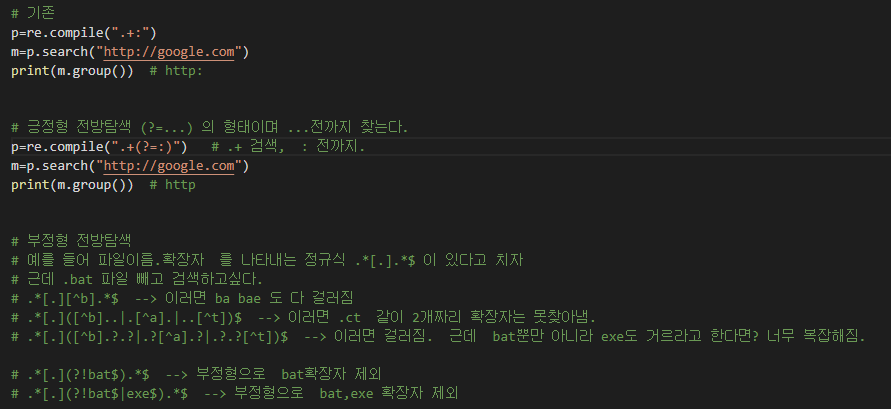 # 기존
p=re.compile(".+:")
m=p.search("http://google.com")
print(m.group())  # http:
# 긍정형 전방탐색 (?=...) 의 형태이며 ...전까지 찾는다.
p=re.compile(".+(?=:)")   # .+ 검색,  : 전까지.
m=p.search("http://google.com")
print(m.group())  # http
# 부정형 전방탐색
# 예를 들어 파일이름.확장자  를 나타내는 정규식 .*[.].*$ 이 있다고 치자
# 근데 .bat 파일 빼고 검색하고싶다.
# .*[.][^b].*$  --> 이러면 ba bae 도 다 걸러짐
# .*[.]([^b]..|.[^a].|..[^t])$  --> 이러면 .ct  같이 2개짜리 확장자는 못찾아냄.
# .*[.]([^b].?.?|.?[^a].?|.?.?[^t])$  --> 이러면 걸러짐.  근데  bat뿐만 아니라 exe도 거르라고 한다면? 너무 복잡해짐.
# .*[.](?!bat$).*$  --> 부정형으로  bat확장자 제외
# .*[.](?!bat$|exe$).*$  --> 부정형으로  bat,exe 확장자 제외